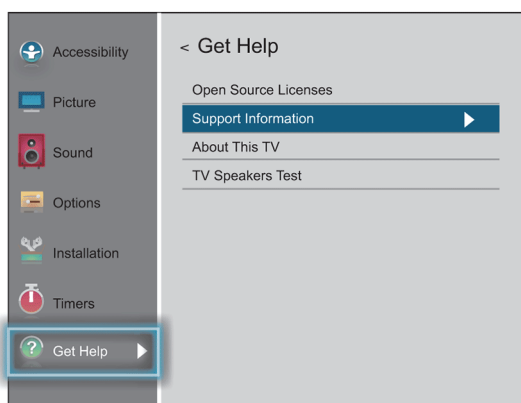 Accessibility
Picture
Sound
Options
Installation
Timers
? Get Help
< Get Help
Open Source Licenses
Support Information
About This TV
TV Speakers Test